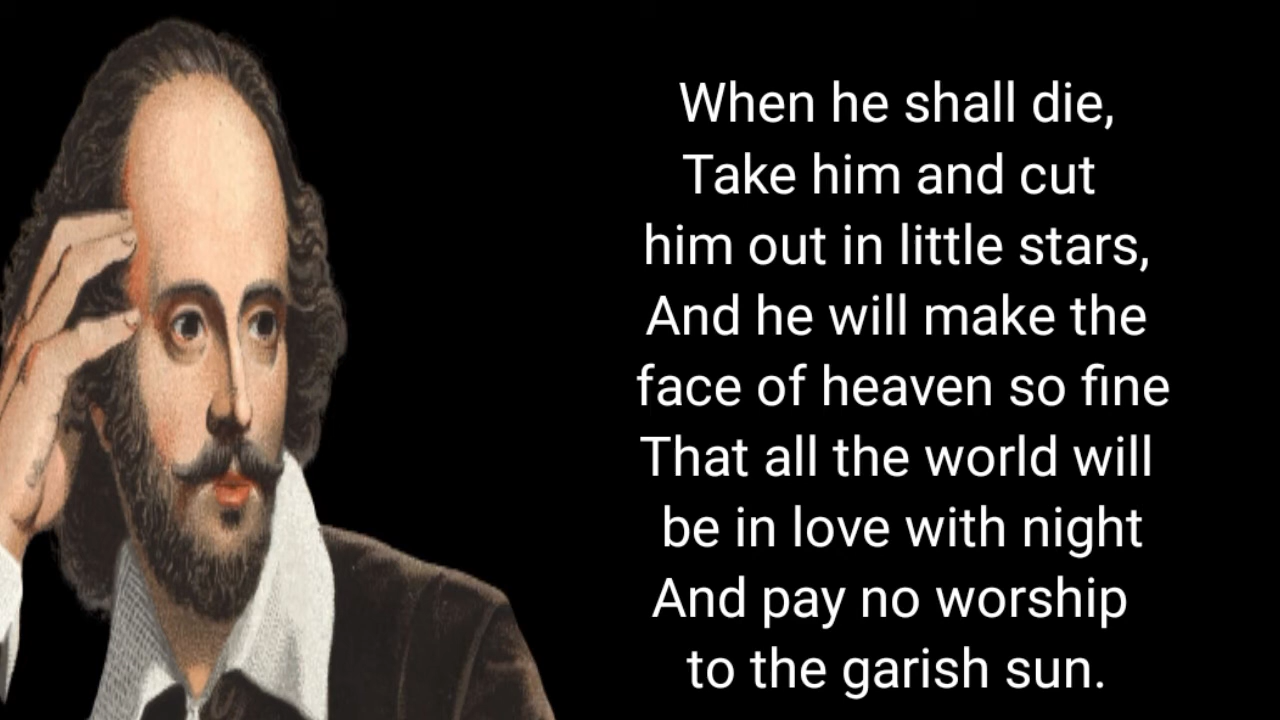 When he shall die,
Take him and cut
him out in little stars,
And he will make the
face of heaven so fine
That all the world will
be in love with night
And pay no worship
to the garish sun.